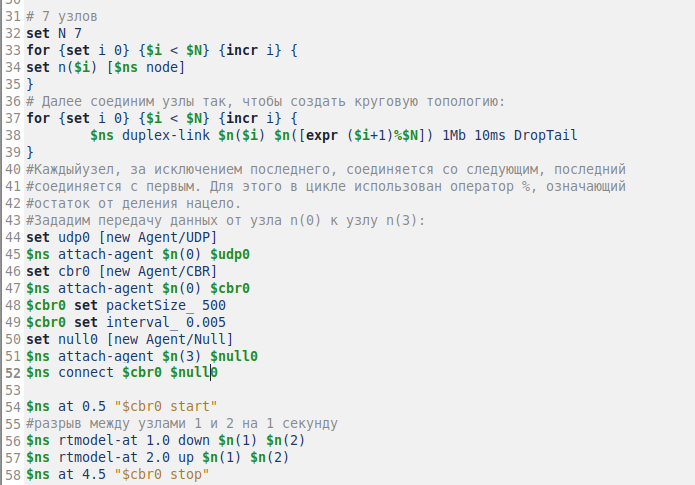 31 # 7 узлов
32 set N 7
33 for {set i 0} {$i < $N} {incr i} {
34 set n($i) [$ns node]
35 }
36 # Далее соединим узлы так, чтобы создать круговую топологию:
37 for {set i 0} {$i < $N} {incr i} {
38         $ns duplex-link $n($i) $n([expr ($i+1)%$N]) 1Mb 10ms DropTail
39 }
40 #Каждыйузел, за исключением последнего, соединяется со следующим, последний
41 #соединяется с первым. Для этого в цикле использован оператор %, означающий
42 #остаток от деления нацело.
43 #Зададим передачу данных от узла n(0) к узлу n(3):
44 set udp0 [new Agent/UDP]
45 $ns attach-agent $n(0) $udp0
46 set cbr0 [new Agent/CBR]
47 $ns attach-agent $n(0) $cbr0
48 $cbr0 set packetSize_ 500
49 $cbr0 set interval_ 0.005
50 set null0 [new Agent/Null]
51 $ns attach-agent $n(3) $null0
52 $ns connect $cbr0 $null0
53
54 $ns at 0.5 "$cbr0 start"
55 #разрыв между узлами 1 и 2 на 1 секунду
56 $ns rtmodel-at 1.0 down $n(1) $n(2)
57 $ns rtmodel-at 2.0 up $n(1) $n(2)
58 $ns at 4.5 "$cbr0 stop"